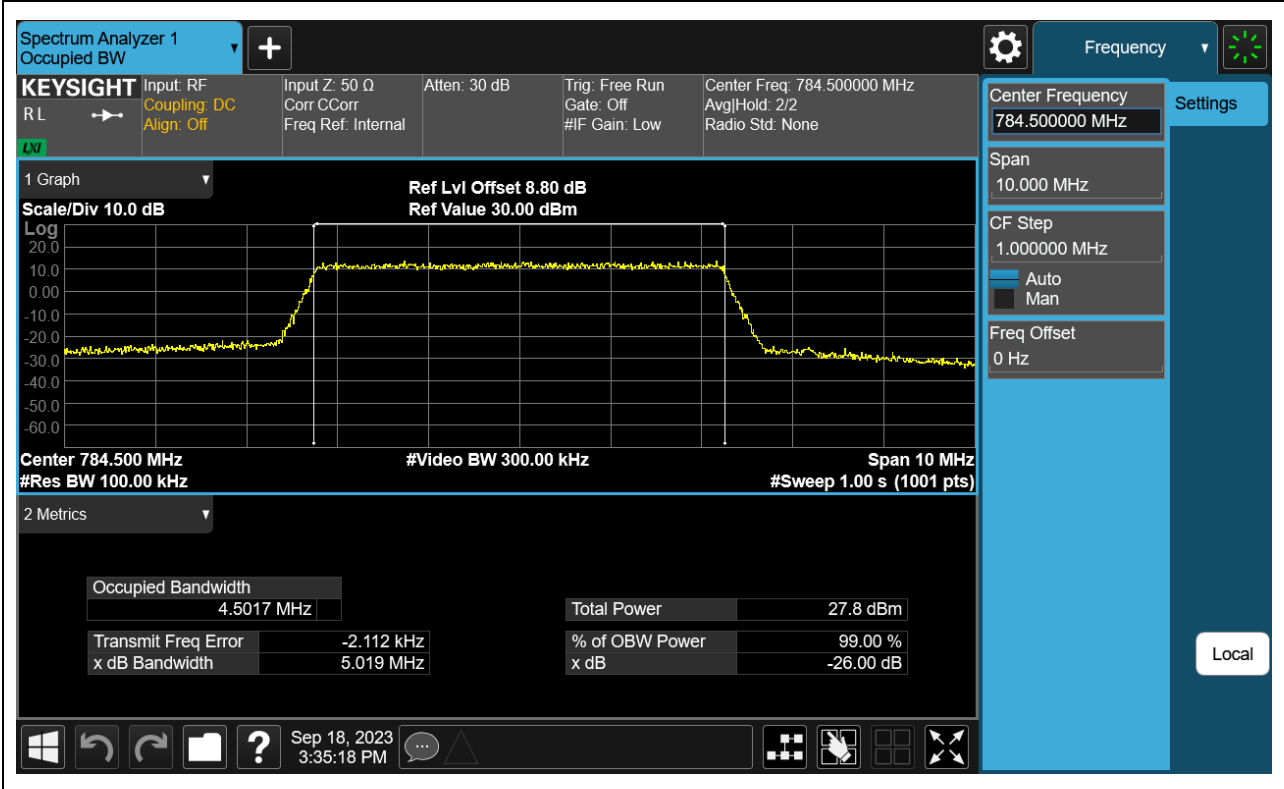 Spectrum Analyzer 1
Occupied BW
Frequency
KEYSIGHT
R L
LXI
Input: RF
Coupling: DC
Align: Off
Input Z: 50 Ω
Corr CCorr
Freq Ref: Internal
Atten: 30 dB
Trig: Free Run
Gate: Off
#IF Gain: Low
Center Freq: 784.500000 MHz
Avg|Hold: 2/2
Radio Std: None
Center Frequency
784.500000 MHz
Settings
Span
10.000 MHz
CF Step
1.000000 MHz
Auto
Man
Freq Offset
0 Hz
Local
1 Graph
Ref Lvl Offset 8.80 dB
Scale/Div 10.0 dB
Ref Value 30.00 dBm
Log
20.0
10.0
0.00
-10.0
-20.0
-30.0
-40.0
-50.0
-60.0
Center 784.500 MHz
#Video BW 300.00 kHz
Span 10 MHz
#Res BW 100.00 kHz
#Sweep 1.00 s (1001 pts)
2 Metrics
Occupied Bandwidth
4.5017 MHz
Total Power 27.8 dBm
Transmit Freq Error -2.112 kHz
% of OBW Power 99.00 %
x dB Bandwidth 5.019 MHz
x dB -26.00 dB
?
Sep 18, 2023
3:35:18 PM